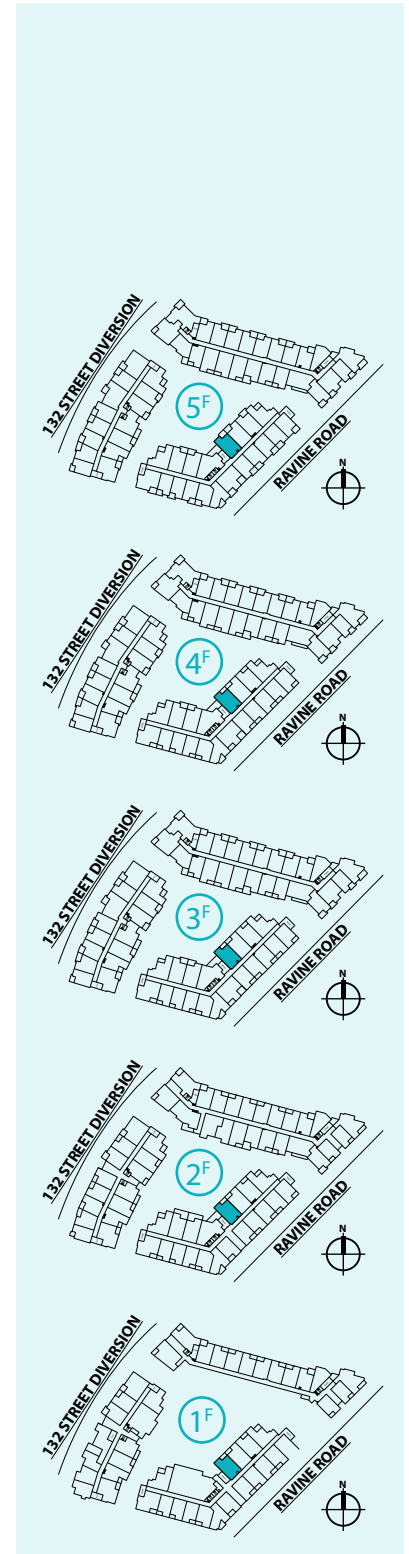 132 STREET DIVERSION
5F
RAVINE ROAD
N
132 STREET DIVERSION
4F
RAVINE ROAD
N
132 STREET DIVERSION
3F
RAVINE ROAD
N
132 STREET DIVERSION
2F
RAVINE ROAD
N
132 STREET DIVERSION
1F
RAVINE ROAD
N